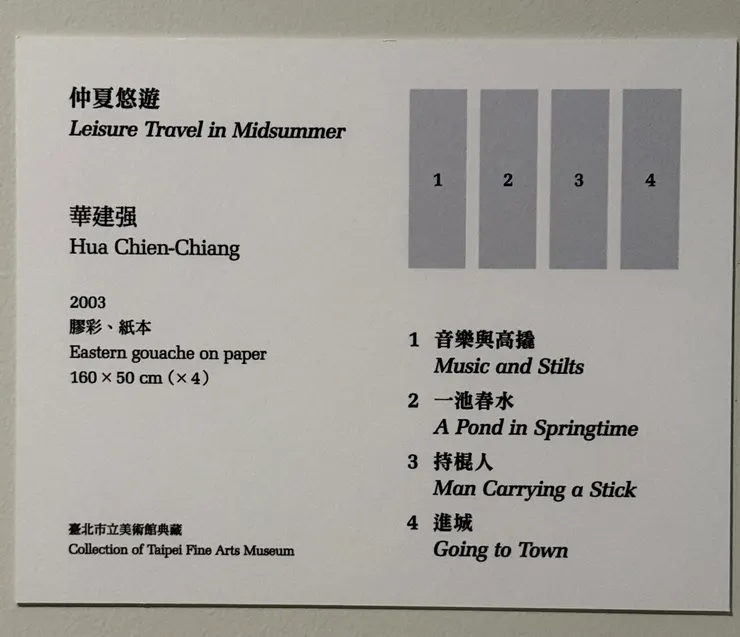 仲夏悠遊
Leisure Travel in Midsummer
華建强
Hua Chien-Chiang
2003
膠彩、紙本
Eastern gouache on paper
160 × 50 cm (× 4)
臺北市立美術館典藏
Collection of Taipei Fine Arts Museum
1
2
3
4
1 音樂與高撬
Music and Stilts
2 一池春水
A Pond in Springtime
3 持棍人
Man Carrying a Stick
4 進城
Going to Town